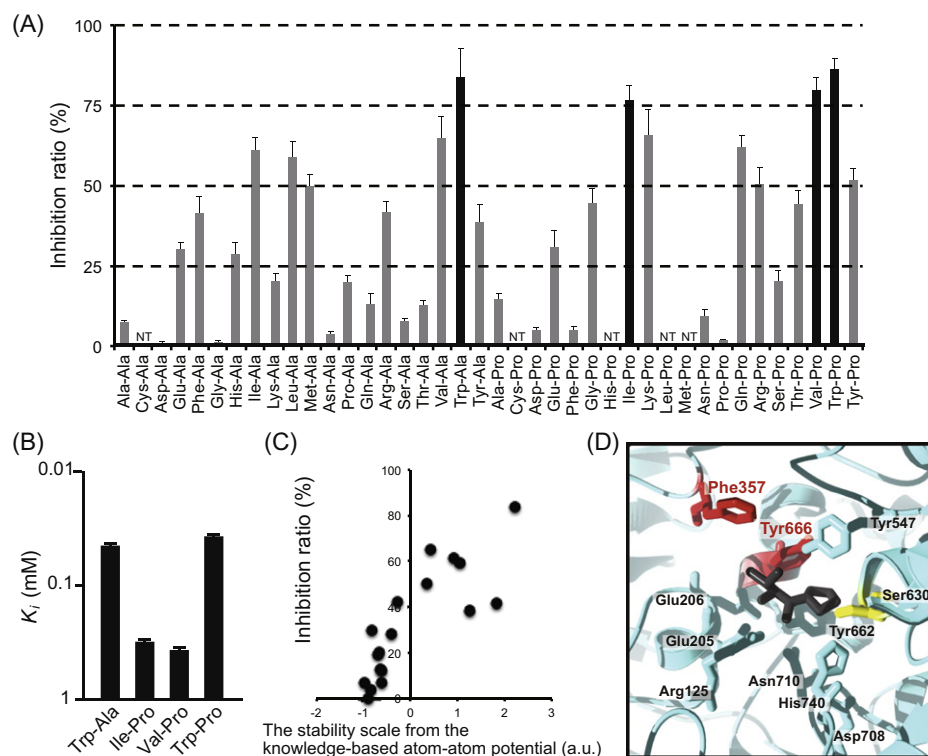 (A)
Inhibition ratio (%)
100
75
50
25
0
NT
NT
NT
NT
NT
Ala-Ala
Cys-Ala
Asp-Ala
Glu-Ala
Phe-Ala
Gly-Ala
His-Ala
Ile-Ala
Lys-Ala
Leu-Ala
Met-Ala
Asn-Ala
Pro-Ala
Gln-Ala
Arg-Ala
Ser-Ala
Thr-Ala
Val-Ala
Trp-Ala
Tyr-Ala
Ala-Pro
Cys-Pro
Asp-Pro
Glu-Pro
Phe-Pro
Gly-Pro
His-Pro
Ile-Pro
Lys-Pro
Leu-Pro
Met-Pro
Asn-Pro
Pro-Pro
Gln-Pro
Arg-Pro
Ser-Pro
Thr-Pro
Val-Pro
Trp-Pro
Tyr-Pro
(B)
Ki (mM)
0.01
0.1
1
Trp-Ala
Ile-Pro
Val-Pro
Trp-Pro
(C)
Inhibition ratio (%)
100
80
60
40
20
0
-2
-1
0
1
2
3
The stability scale from the
knowledge-based atom-atom potential (a.u.)
(D)
Phe357
Tyr666
Tyr547
Glu206
Ser630
Tyr662
Glu205
Asn710
Arg125
His740
Asp708